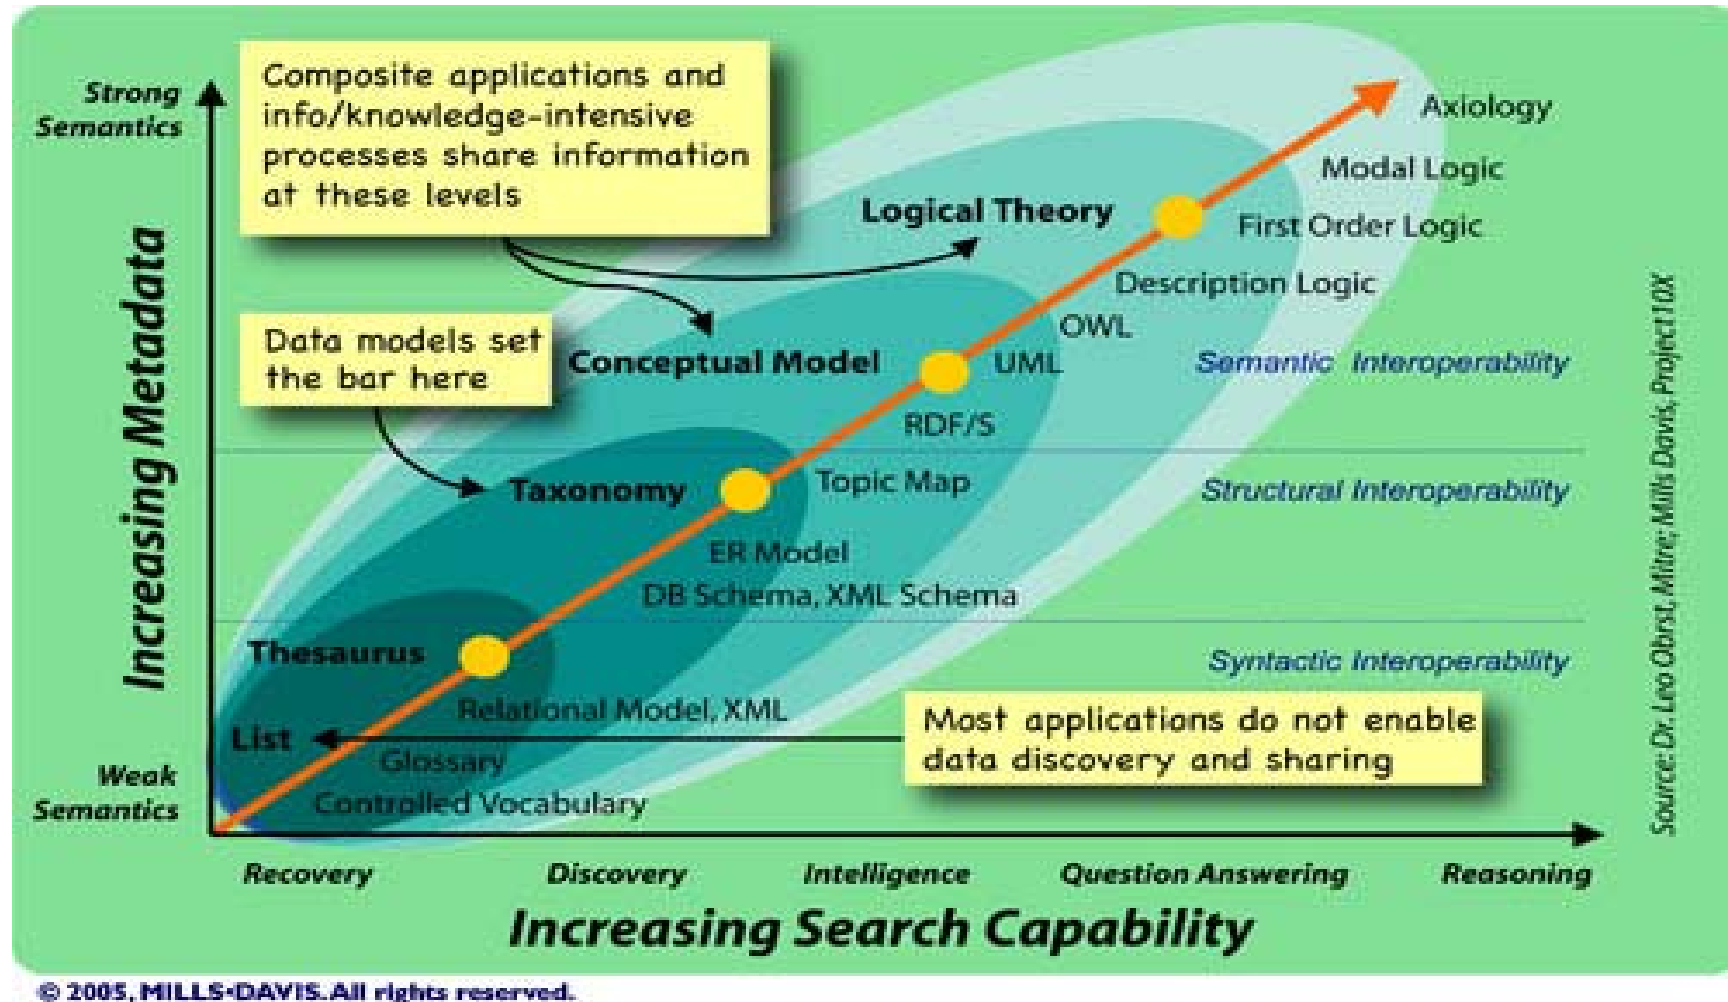 Composite applications and
info/knowledge-intensive
processes share information
at these levels
Strong
Semantics
Axiology
Modal Logic
Logical Theory
First Order Logic
Description Logic
OWL
Data models set
the bar here
Conceptual Model
UML
Semantic Interoperability
RDF/S
Increasing Metadata
Taxonomy
Topic Map
Structural Interoperability
ER Model
DB Schema, XML Schema
Thesaurus
Syntactic Interoperability
Relational Model, XML
Most applications do not enable
data discovery and sharing
List
Glossary
Controlled Vocabulary
Weak
Semantics
Recovery
Discovery
Intelligence
Question Answering
Reasoning
Increasing Search Capability
Source: Dr. Leo Obrst, Mitre; Mills Davis, Project10X
© 2005, MILLS•DAVIS. All rights reserved.